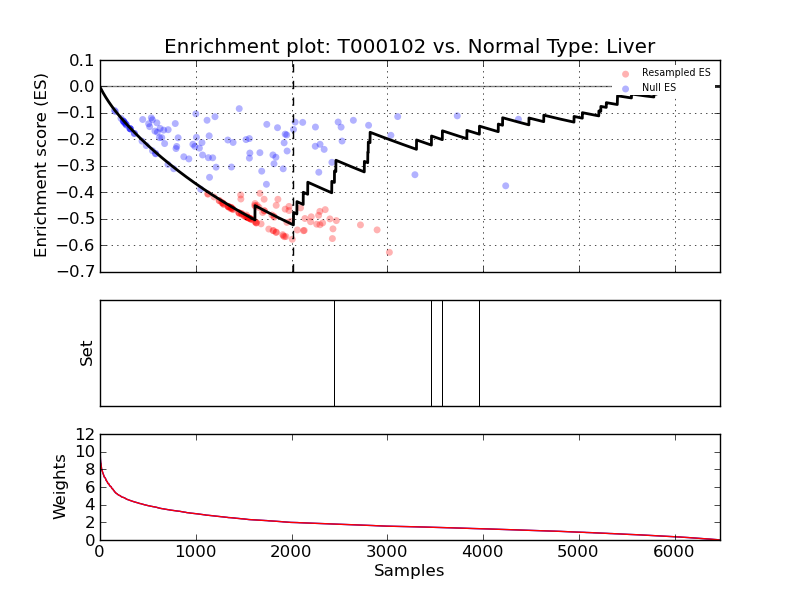 Enrichment plot: T000102 vs. Normal Type: Liver
Enrichment score (ES)
0.1
0.0
−0.1
−0.2
−0.3
−0.4
−0.5
−0.6
−0.7
Resampled ES
Null ES
Set
Weights
12
10
8
6
4
2
0
0 1000 2000 3000 4000 5000 6000
Samples